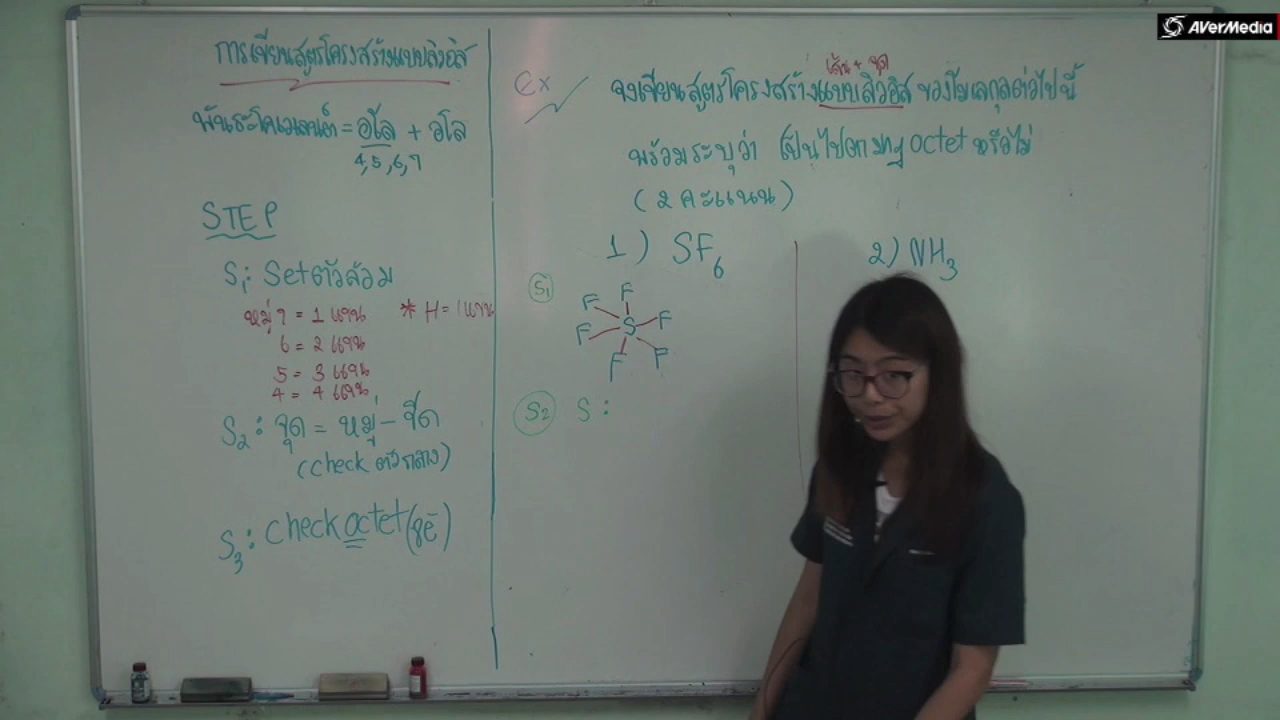 AVerMedia
การเขียนสูตรโครงสร้างแบบลิวอิส
พันธะโคเวเลนต์ = อโล + อโล
4,5,6,7
STEP
S1: Set ตัวล้อม
หมู่ 7 = 1 แขน * H = 1 แขน
6 = 2 แขน
5 = 3 แขน
4 = 4 แขน
S2: จุด = หมู่ - ขีด
(check ตัวกลาง)
S3: check octet (8e-)
เส้น + จุด
Ex จงเขียนสูตรโครงสร้างแบบลิวอิส ของโมเลกุลต่อไปนี้
พร้อมระบุว่า เป็นไปตามกฎ octet หรือไม่
(2 คะแนน)
1) SF6
S1
F F
F S F
F F
S2 S:
2) NH3